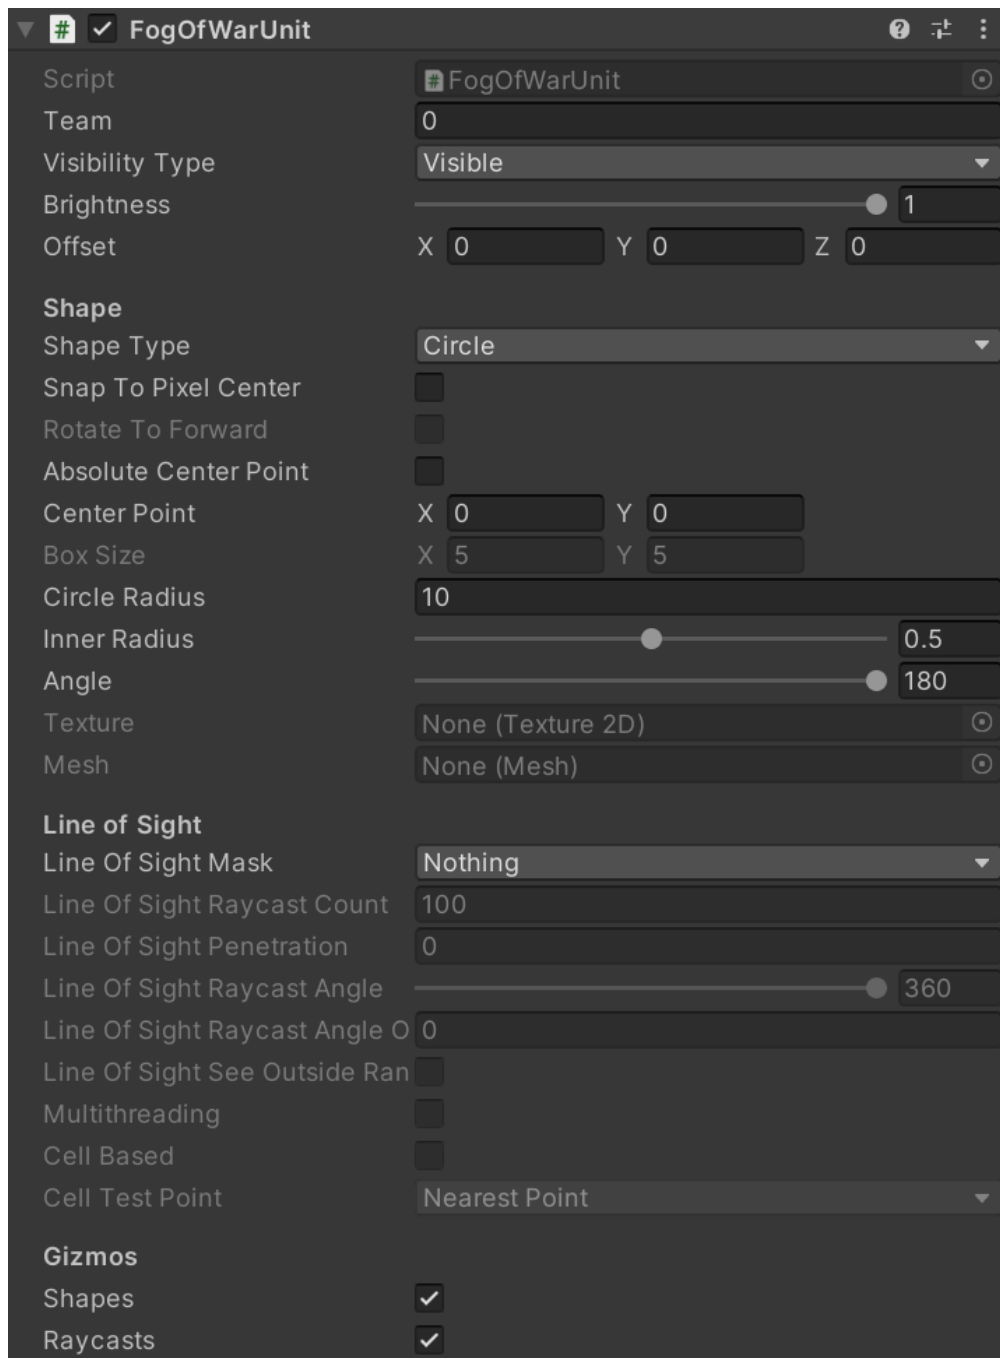 FogOfWarUnit
Script FogOfWarUnit
Team 0
Visibility Type Visible
Brightness 1
Offset X 0 Y 0 Z 0
Shape
Shape Type Circle
Snap To Pixel Center
Rotate To Forward
Absolute Center Point
Center Point X 0 Y 0
Box Size X 5 Y 5
Circle Radius 10
Inner Radius 0.5
Angle 180
Texture None (Texture 2D)
Mesh None (Mesh)
Line of Sight
Line Of Sight Mask Nothing
Line Of Sight Raycast Count 100
Line Of Sight Penetration 0
Line Of Sight Raycast Angle 360
Line Of Sight Raycast Angle O 0
Line Of Sight See Outside Ran
Multithreading
Cell Based
Cell Test Point Nearest Point
Gizmos
Shapes
Raycasts